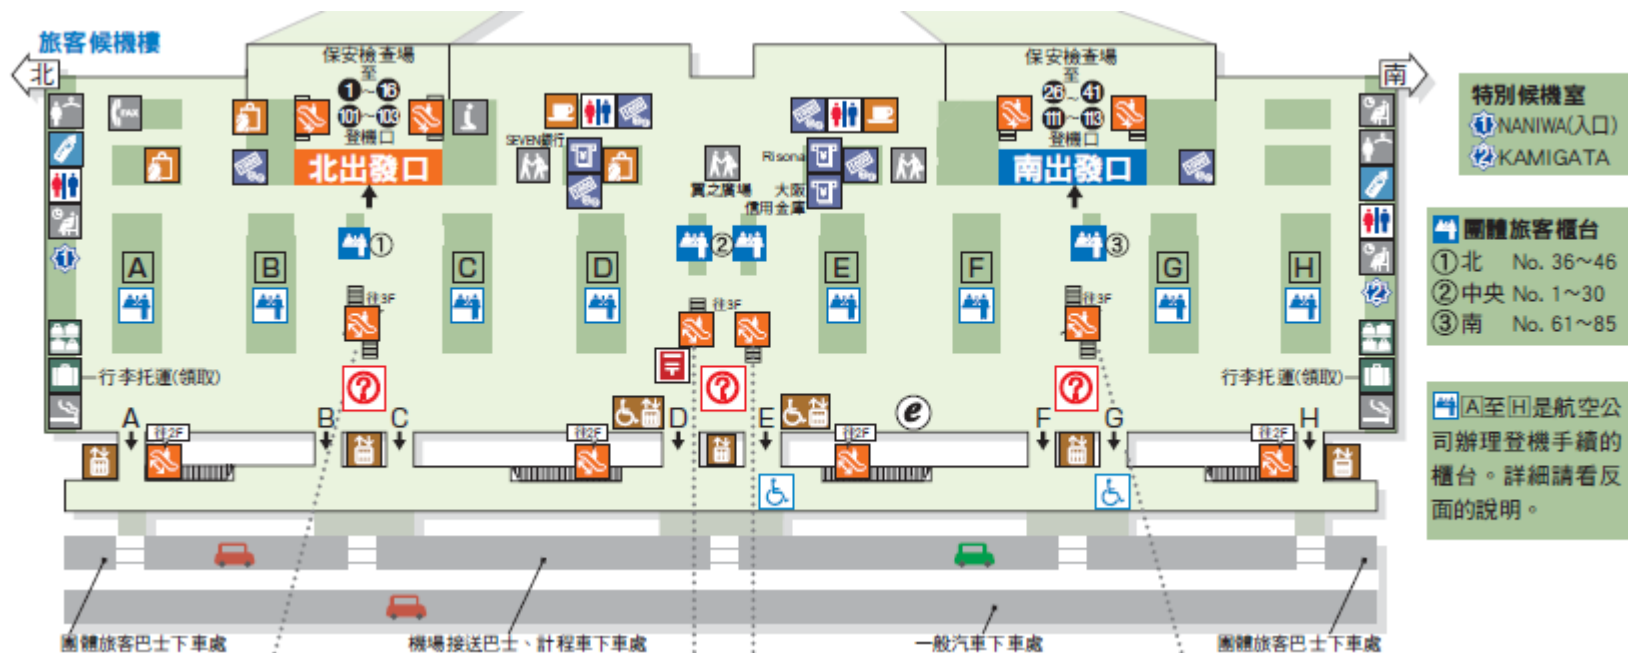 旅客候機樓
北
南
保安檢查場
至
1～16
101～103
登機口
北出發口
保安檢查場
至
26～41
111～113
登機口
南出發口
FAX
SEVEN銀行
翼之廣場
Risona
大阪
信用金庫
1
①
②
③
A
B
C
D
E
F
G
H
2
往3F
往3F
往3F
行李托運(領取)
行李托運(領取)
A
B
C
D
E
F
G
H
e
往2F
往2F
往2F
往2F
團體旅客巴士下車處
機場接送巴士、計程車下車處
一般汽車下車處
團體旅客巴士下車處
特別候機室
1 NANIWA(入口)
2 KAMIGATA
團體旅客櫃台
①北 No. 36～46
②中央 No. 1～30
③南 No. 61～85
A至H是航空公
司辦理登機手續的
櫃台。詳細請看反
面的說明。